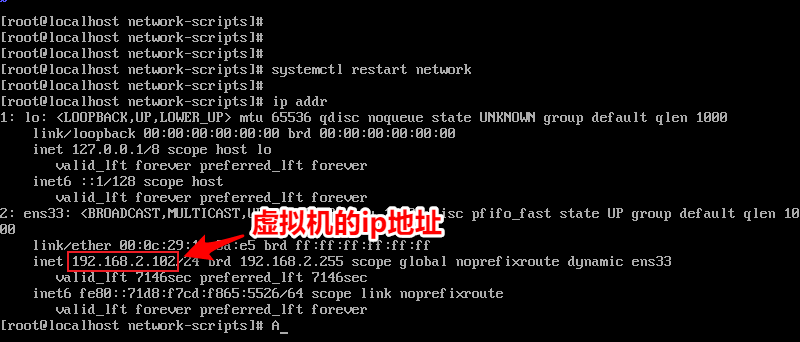 [root@localhost network-scripts]#
[root@localhost network-scripts]#
[root@localhost network-scripts]#
[root@localhost network-scripts]# systemctl restart network
[root@localhost network-scripts]#
[root@localhost network-scripts]# ip addr
1: lo: <LOOPBACK,UP,LOWER_UP> mtu 65536 qdisc noqueue state UNKNOWN group default qlen 1000
link/loopback 00:00:00:00:00:00 brd 00:00:00:00:00:00
inet 127.0.0.1/8 scope host lo
valid_lft forever preferred_lft forever
inet6 ::1/128 scope host
valid_lft forever preferred_lft forever
2: ens33: <BROADCAST,MULTICAST, pfifo_fast state UP group default qlen 10
虚拟机的ip地址
00
link/ether 00:0c:29: brd ff:ff:ff:ff:ff:ff
inet 192.168.2.102/24 brd 192.168.2.255 scope global noprefixroute dynamic ens33
valid_lft 7146sec preferred_lft 7146sec
inet6 fe80::71d8:f7cd:f865:5526/64 scope link noprefixroute
valid_lft forever preferred_lft forever
[root@localhost network-scripts]# A_